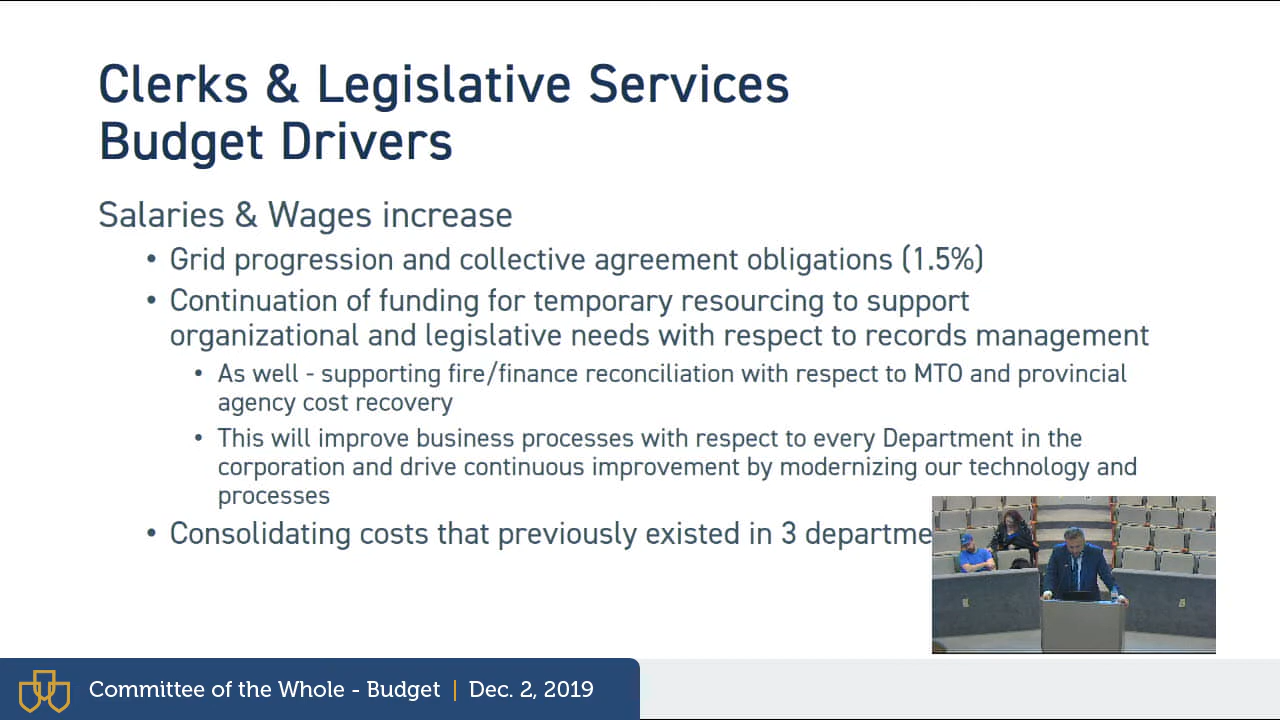 Clerks & Legislative Services
Budget Drivers
Salaries & Wages increase
• Grid progression and collective agreement obligations (1.5%)
• Continuation of funding for temporary resourcing to support
organizational and legislative needs with respect to records management
• As well - supporting fire/finance reconciliation with respect to MTO and provincial
agency cost recovery
• This will improve business processes with respect to every Department in the
corporation and drive continuous improvement by modernizing our technology and
processes
• Consolidating costs that previously existed in 3 departme
Committee of the Whole - Budget | Dec. 2, 2019